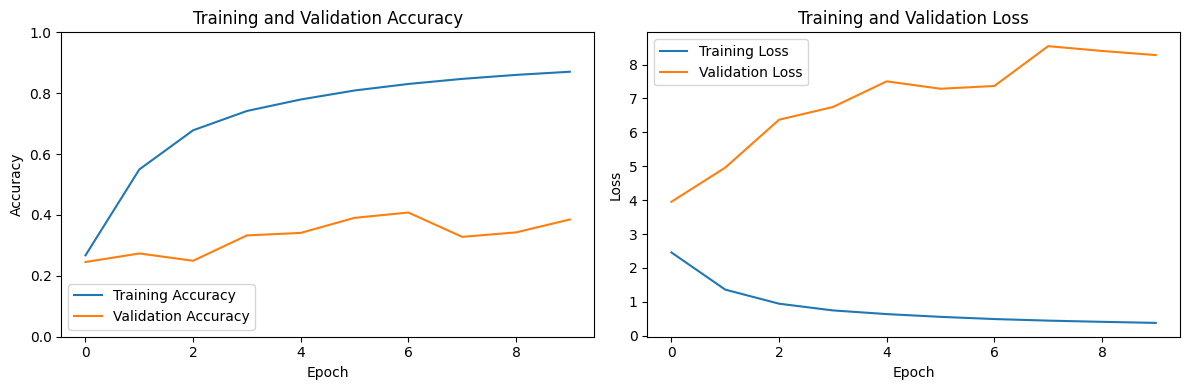 Training and Validation Accuracy
1.0
0.8
0.6
0.4
0.2
0.0
Accuracy
Training Accuracy
Validation Accuracy
0 2 4 6 8
Epoch
Training and Validation Loss
Training Loss
Validation Loss
8
7
6
5
4
3
2
1
0
Loss
0 2 4 6 8
Epoch